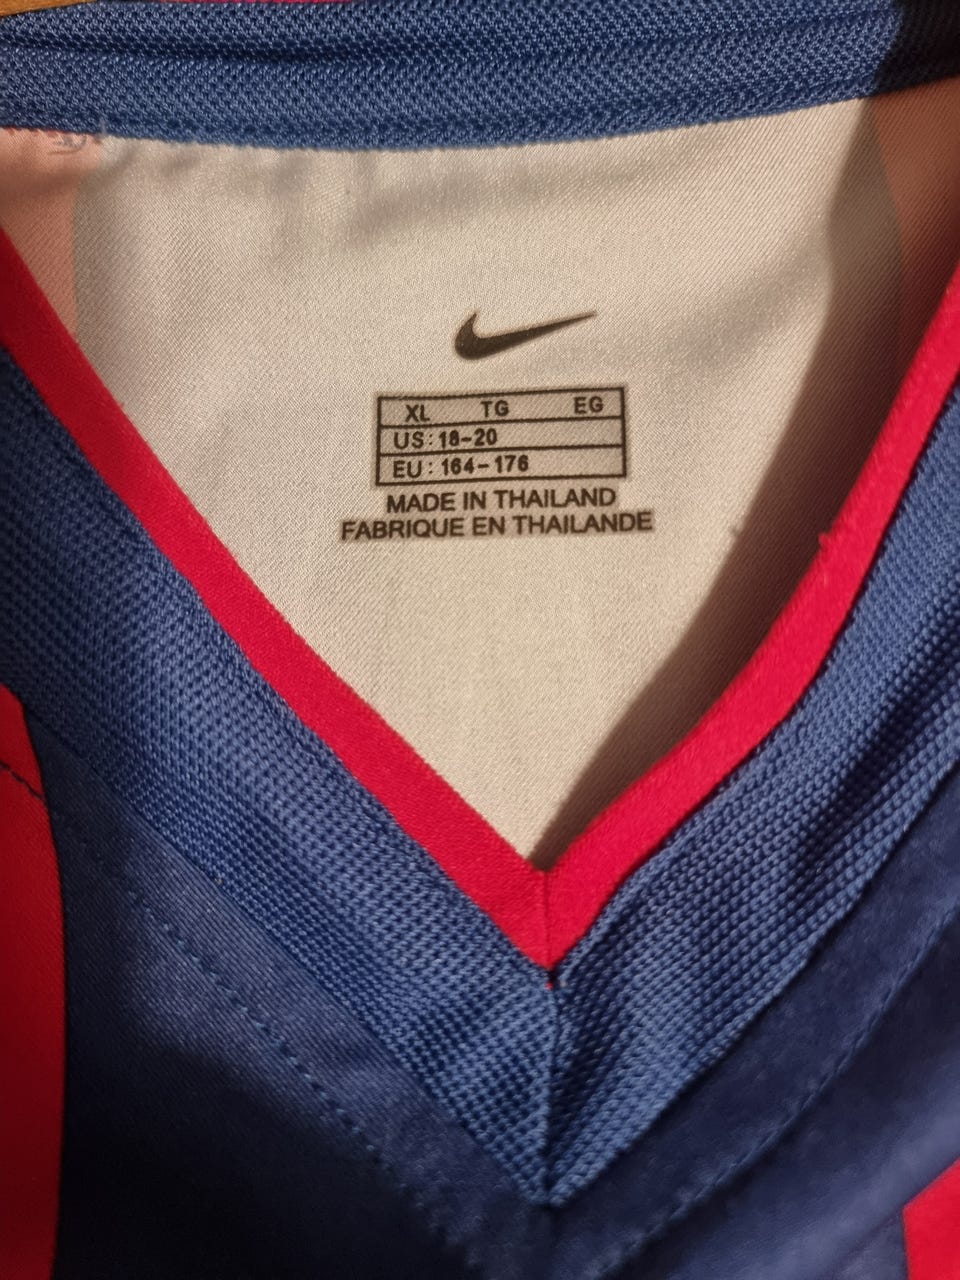 XL TG EG
US: 18-20
EU: 164-176
MADE IN THAILAND
FABRIQUE EN THAILANDE